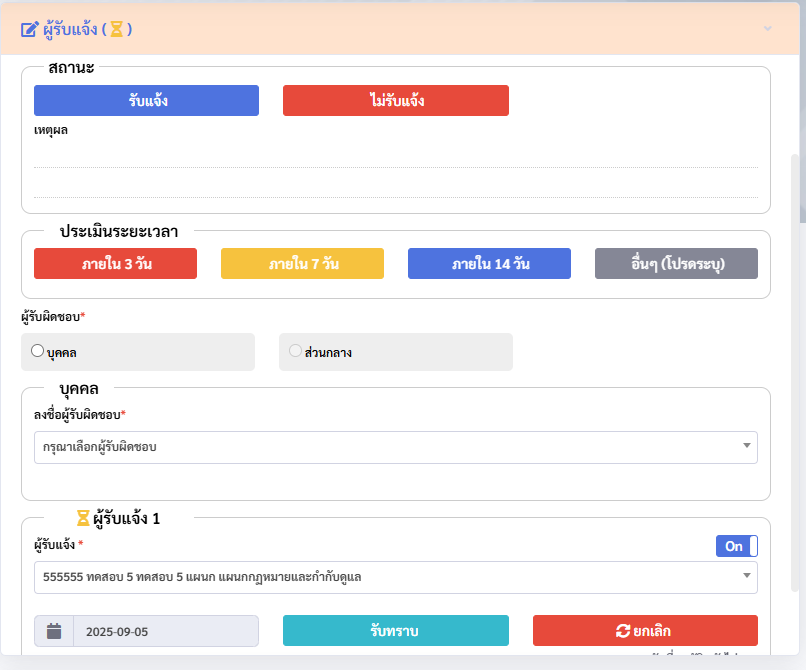 ผู้รับแจ้ง ( )
สถานะ
รับแจ้ง ไม่รับแจ้ง
เหตุผล
ประเมินระยะเวลา
ภายใน 3 วัน ภายใน 7 วัน ภายใน 14 วัน อื่นๆ (โปรดระบุ)
ผู้รับผิดชอบ*
บุคคล ส่วนกลาง
บุคคล
ลงชื่อผู้รับผิดชอบ*
กรุณาเลือกผู้รับผิดชอบ
ผู้รับแจ้ง 1
ผู้รับแจ้ง * On
555555 ทดสอบ 5 ทดสอบ 5 แผนก แผนกกฎหมายและกำกับดูแล
2025-09-05 รับทราบ ยกเลิก